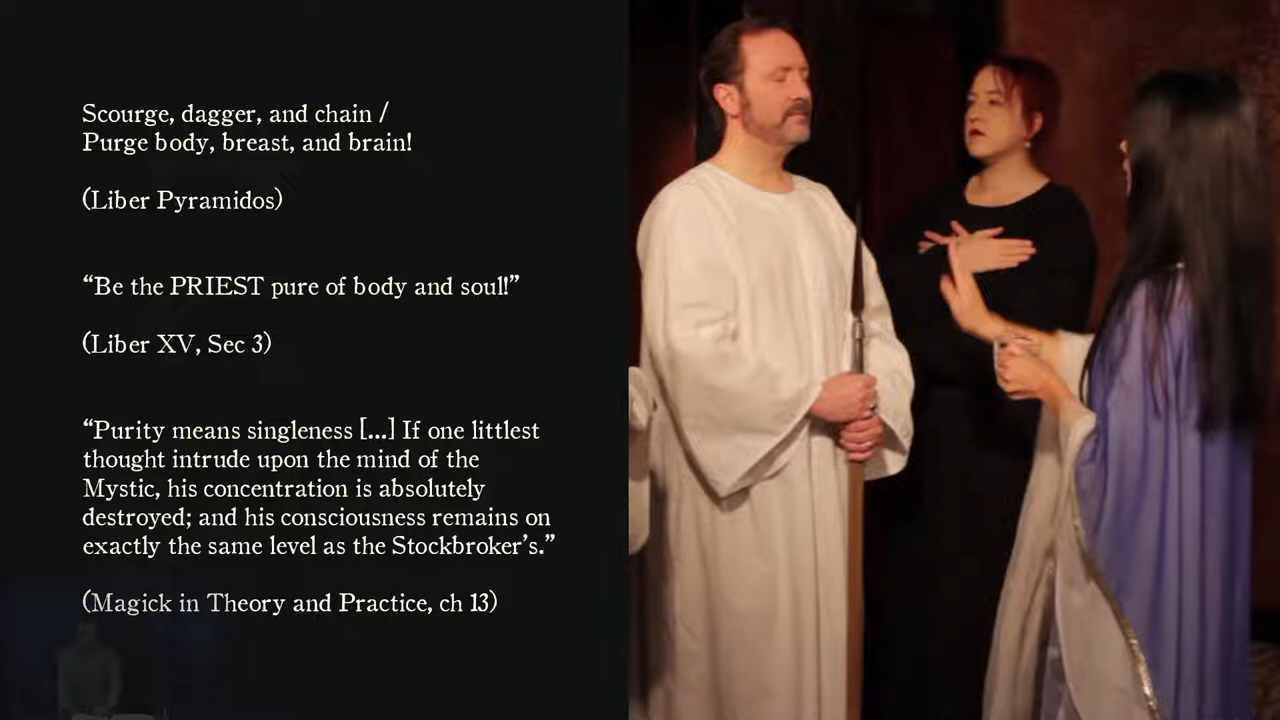 Scourge, dagger, and chain /
Purge body, breast, and brain!
(Liber Pyramidos)
“Be the PRIEST pure of body and soul!”
(Liber XV, Sec 3)
“Purity means singleness [...] If one littlest
thought intrude upon the mind of the
Mystic, his concentration is absolutely
destroyed; and his consciousness remains on
exactly the same level as the Stockbroker’s.”
(Magick in Theory and Practice, ch 13)